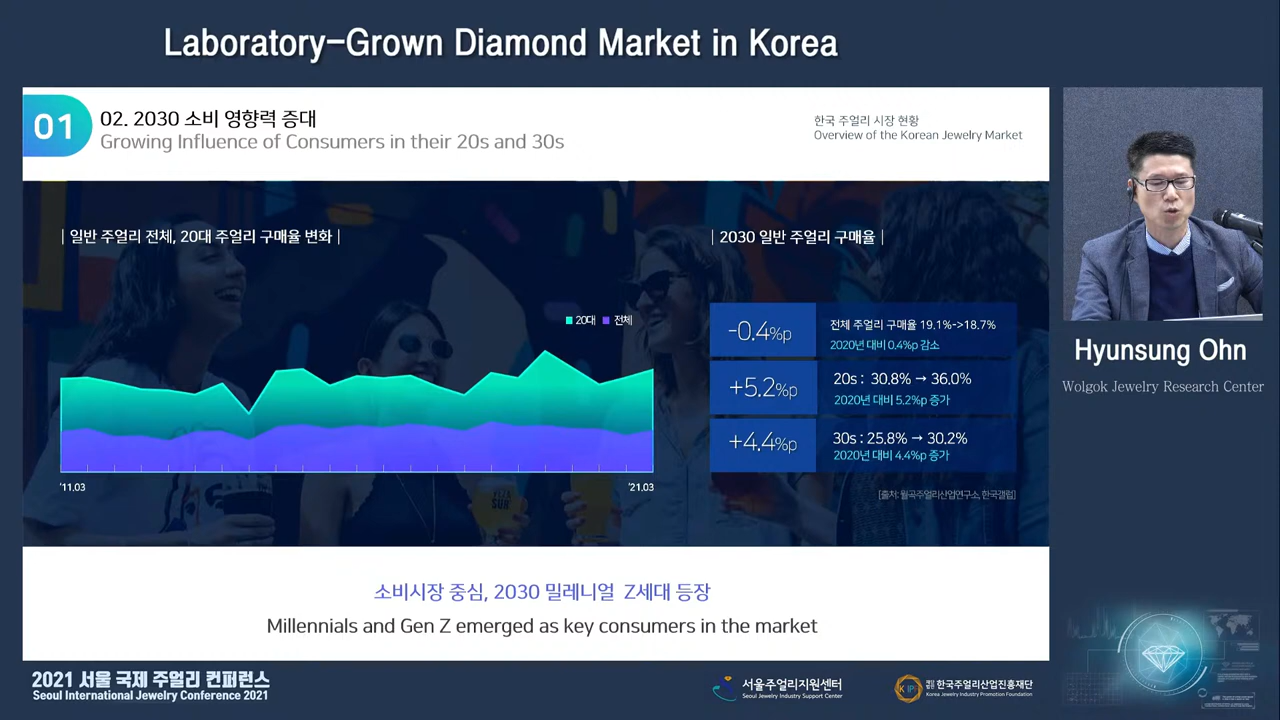 Laboratory-Grown Diamond Market in Korea
01
02. 2030 소비 영향력 증대
Growing Influence of Consumers in their 20s and 30s
한국 주얼리 시장 현황
Overview of the Korean Jewelry Market
| 일반 주얼리 전체, 20대 주얼리 구매율 변화 |
20대 전체
'11.03
'21.03
| 2030 일반 주얼리 구매율 |
-0.4%p
전체 주얼리 구매율 19.1%->18.7%
2020년 대비 0.4%p 감소
+5.2%p
20s : 30.8% → 36.0%
2020년 대비 5.2%p 증가
+4.4%p
30s : 25.8% → 30.2%
2020년 대비 4.4%p 증가
[출처: 월곡주얼리산업연구소, 한국갤럽]
소비시장 중심, 2030 밀레니얼 Z세대 등장
Millennials and Gen Z emerged as key consumers in the market
Hyunsung Ohn
Wolgok Jewelry Research Center
2021 서울 국제 주얼리 컨퍼런스
Seoul International Jewelry Conference 2021
서울주얼리지원센터
Seoul Jewelry Industry Support Center
재단법인 한국주얼리산업진흥재단
Korea Jewelry Industry Promotion Foundation